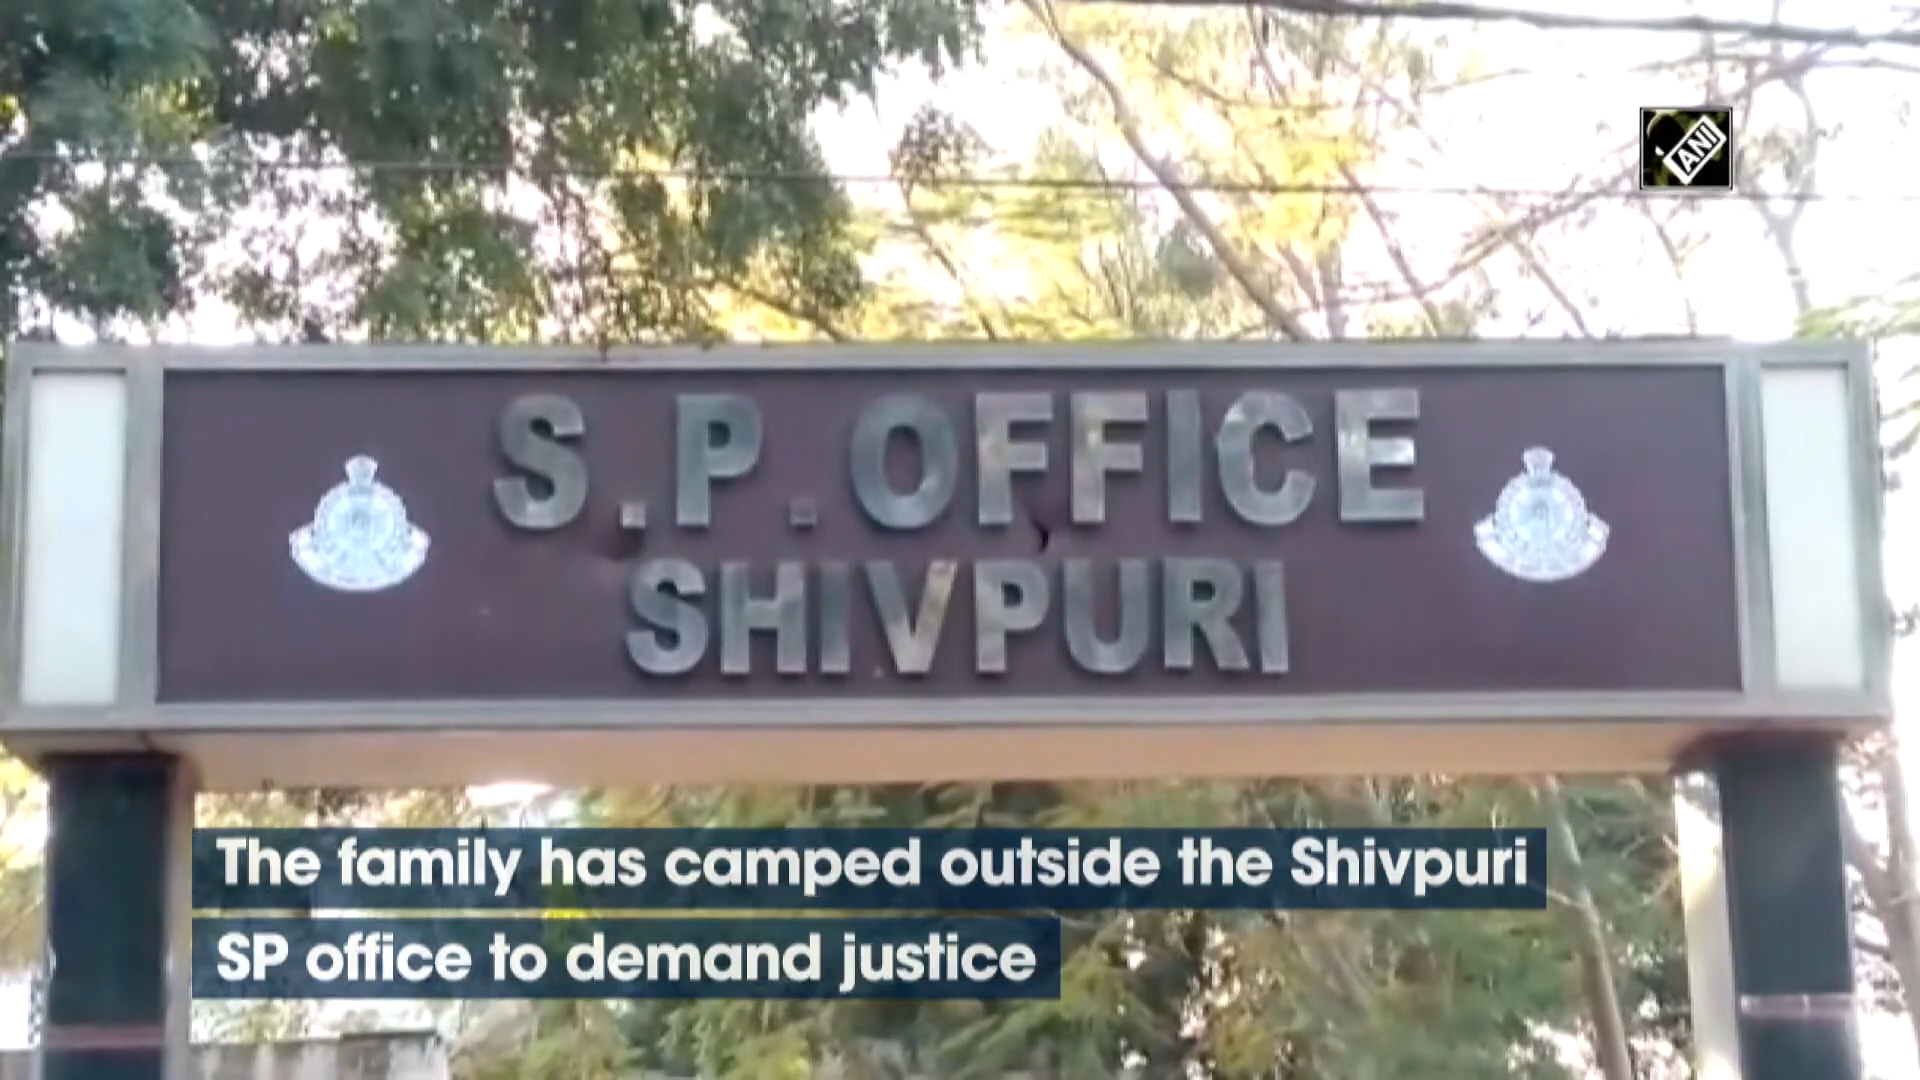 ANI
S.P.OFFICE
SHIVPURI
The family has camped outside the Shivpuri
SP office to demand justice